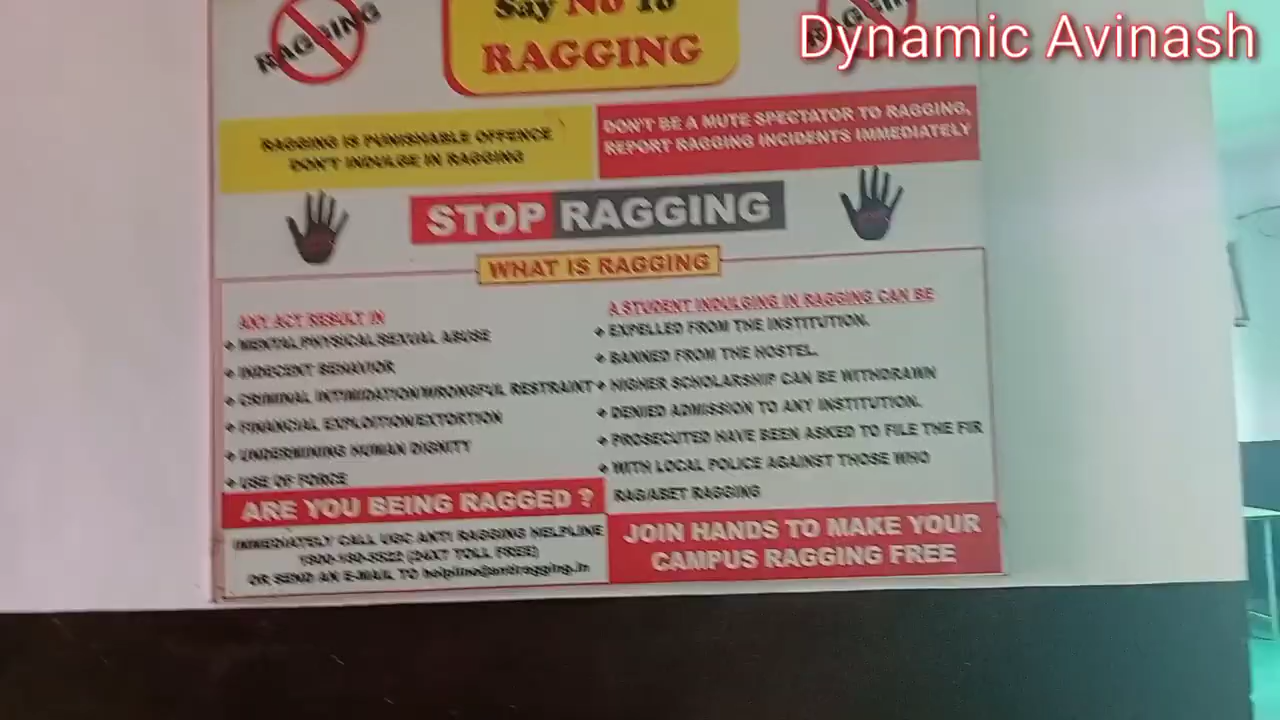 Dynamic Avinash
RAGGING
Say No To
RAGGING
RAGGING
RAGGING IS PUNISHABLE OFFENCE
DON'T INDULGE IN RAGGING
DON'T BE A MUTE SPECTATOR TO RAGGING,
REPORT RAGGING INCIDENTS IMMEDIATELY
STOP RAGGING
WHAT IS RAGGING
ANY ACT RESULT IN
MENTAL/PHYSICAL/SEXUAL ABUSE
INDECENT BEHAVIOR
CRIMINAL INTIMIDATION/WRONGFUL RESTRAINT
FINANCIAL EXPLOITION/EXTORTION
UNDERMINING HUMAN DIGNITY
USE OF FORCE
A STUDENT INDULGING IN RAGGING CAN BE
EXPELLED FROM THE INSTITUTION.
BANNED FROM THE HOSTEL.
HIGHER SCHOLARSHIP CAN BE WITHDRAWN
DENIED ADMISSION TO ANY INSTITUTION.
PROSECUTED HAVE BEEN ASKED TO FILE THE FIR
WITH LOCAL POLICE AGAINST THOSE WHO
RAG/ABET RAGGING
ARE YOU BEING RAGGED ?
IMMEDIATELY CALL UGC ANTI RAGGING HELPLINE
1800-180-5522 (24X7 TOLL FREE)
OR SEND AN E-MAIL TO helpline@antiragging.in
JOIN HANDS TO MAKE YOUR
CAMPUS RAGGING FREE